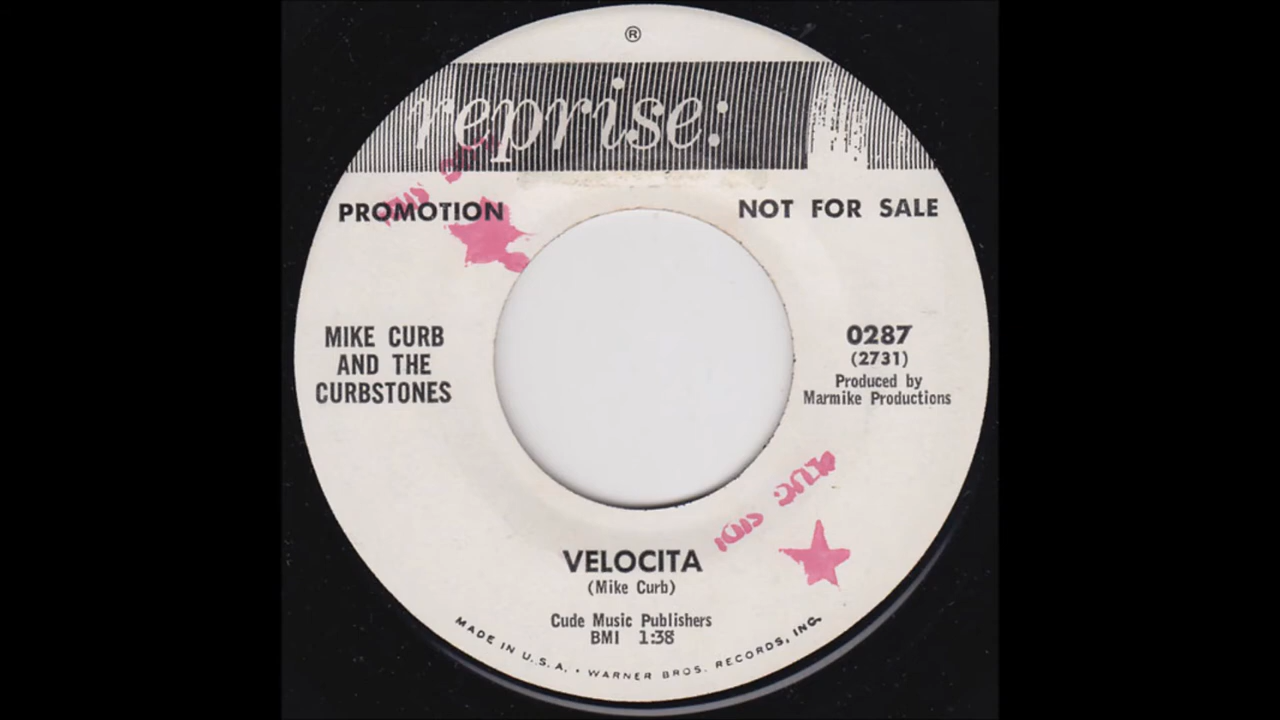 ®
reprise:
PROMOTION
NOT FOR SALE
MIKE CURB
AND THE
CURBSTONES
0287
(2731)
Produced by
Marmike Productions
VELOCITA
(Mike Curb)
Cude Music Publishers
BMI 1:38
MADE IN U.S.A. • WARNER BROS. RECORDS, INC.